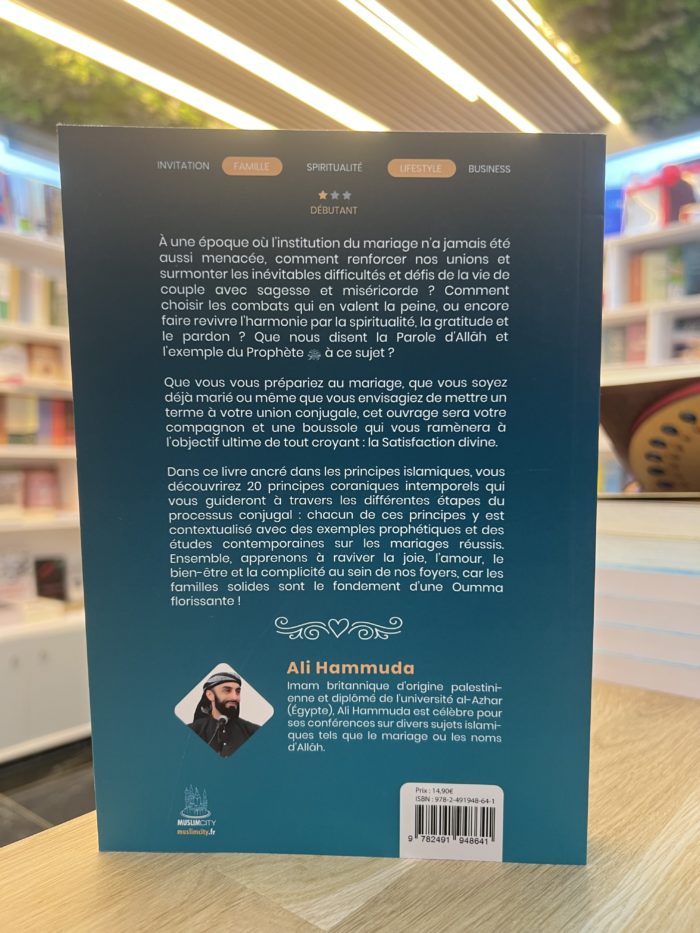 INVITATION FAMILLE SPIRITUALITÉ LIFESTYLE BUSINESS
DÉBUTANT
À une époque où l'institution du mariage n'a jamais été
aussi menacée, comment renforcer nos unions et
surmonter les inévitables difficultés et défis de la vie de
couple avec sagesse et miséricorde ? Comment
choisir les combats qui en valent la peine, ou encore
faire revivre l'harmonie par la spiritualité, la gratitude et
le pardon ? Que nous disent la Parole d'Allâh et
l'exemple du Prophète ﷺ à ce sujet ?
Que vous vous prépariez au mariage, que vous soyez
déjà marié ou même que vous envisagiez de mettre un
terme à votre union conjugale, cet ouvrage sera votre
compagnon et une boussole qui vous ramènera à
l'objectif ultime de tout croyant : la Satisfaction divine.
Dans ce livre ancré dans les principes islamiques, vous
découvrirez 20 principes coraniques intemporels qui
vous guideront à travers les différentes étapes du
processus conjugal : chacun de ces principes y est
contextualisé avec des exemples prophétiques et des
études contemporaines sur les mariages réussis.
Ensemble, apprenons à raviver la joie, l'amour, le
bien-être et la complicité au sein de nos foyers, car les
familles solides sont le fondement d'une Oumma
florissante !
Ali Hammuda
Imam britannique d'origine palestini-
enne et diplômé de l'université al-Azhar
(Égypte), Ali Hammuda est célèbre pour
ses conférences sur divers sujets islami-
ques tels que le mariage ou les noms
d'Allâh.
MUSLIMCITY
muslimcity.fr
Prix : 14,90€
ISBN : 978-2-491948-64-1
9 782491 948641